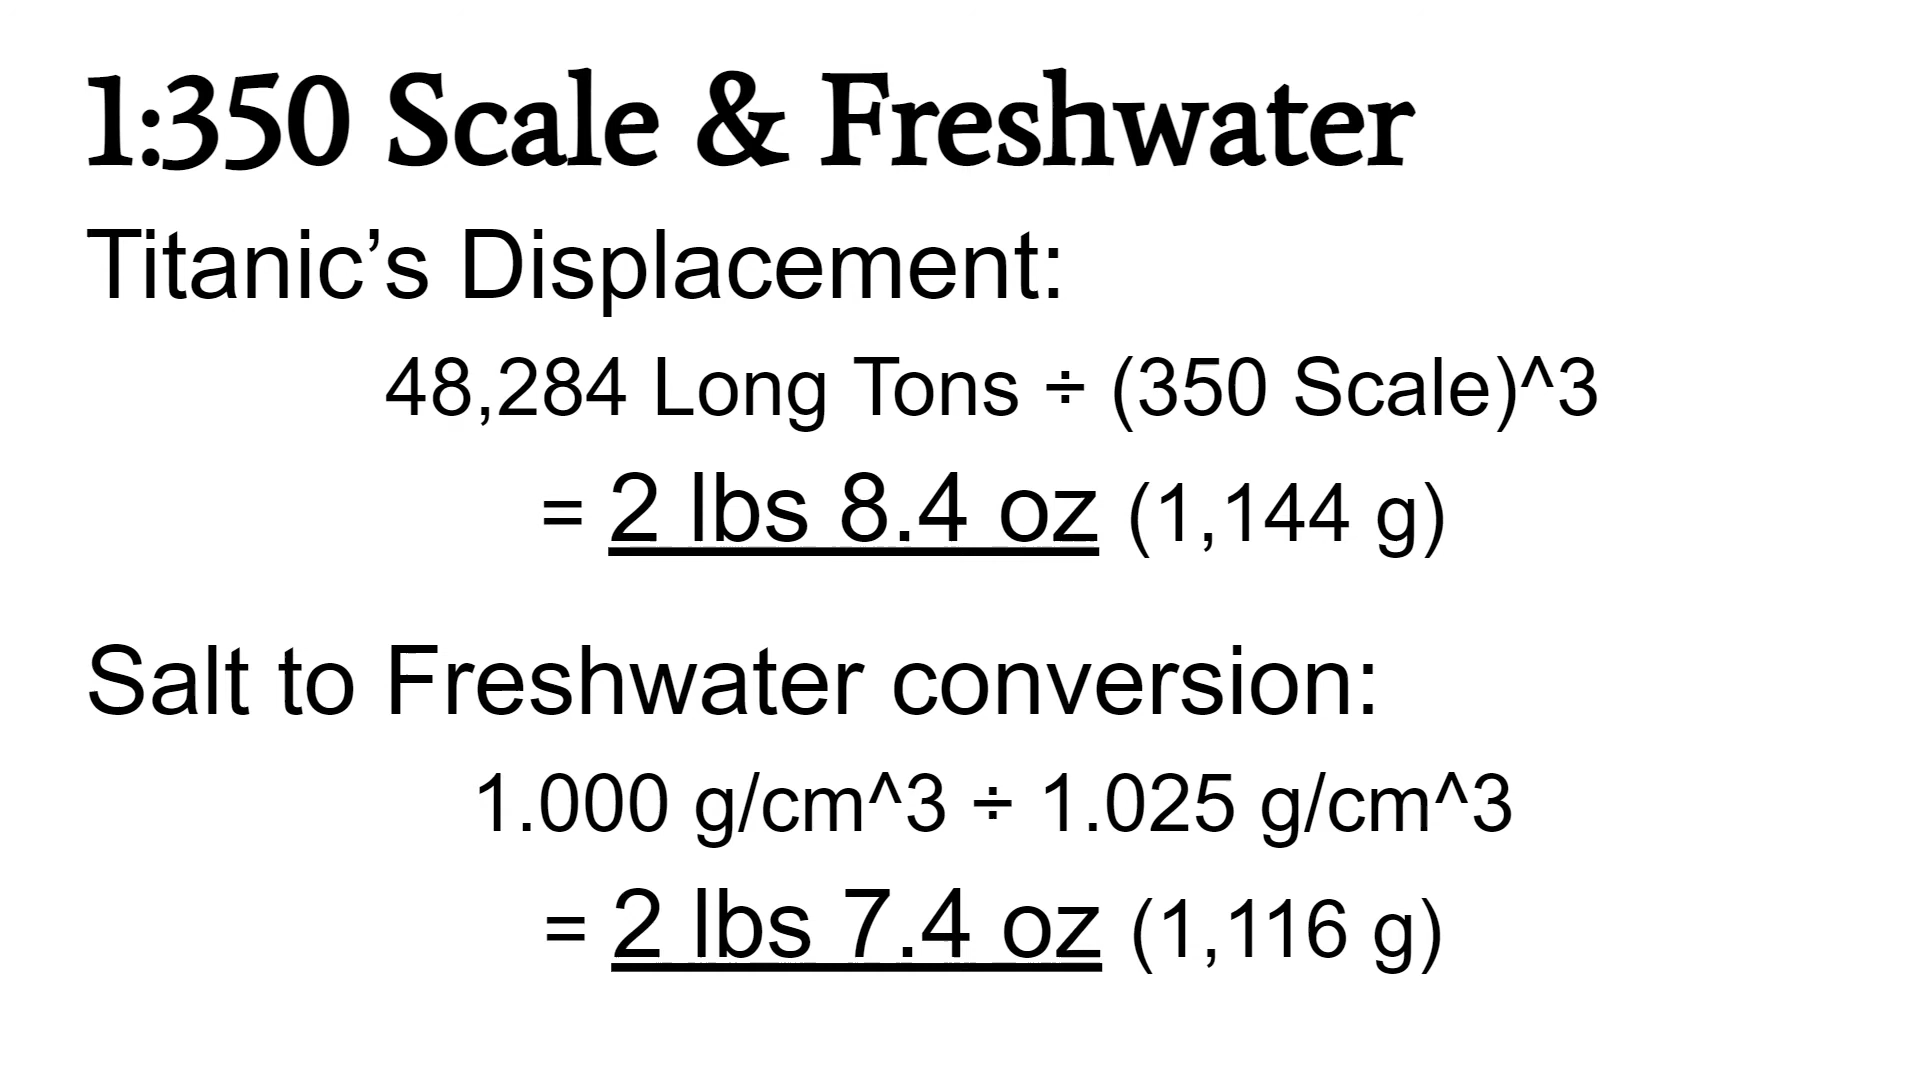 1:350 Scale & Freshwater
Titanic’s Displacement:
48,284 Long Tons ÷ (350 Scale)^3
= 2 lbs 8.4 oz (1,144 g)
Salt to Freshwater conversion:
1.000 g/cm^3 ÷ 1.025 g/cm^3
= 2 lbs 7.4 oz (1,116 g)